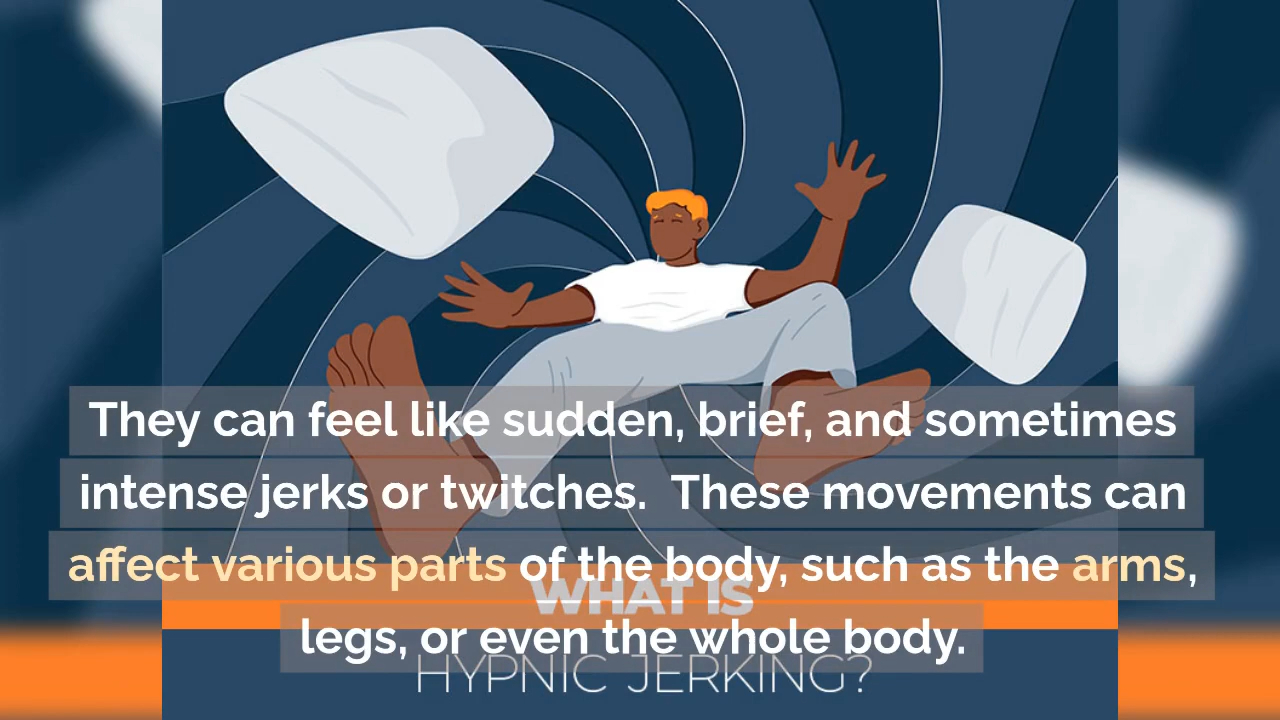 They can feel like sudden, brief, and sometimes
intense jerks or twitches. These movements can
affect various parts of the body, such as the arms,
WHAT IS
legs, or even the whole body.
HYPNIC JERKING?